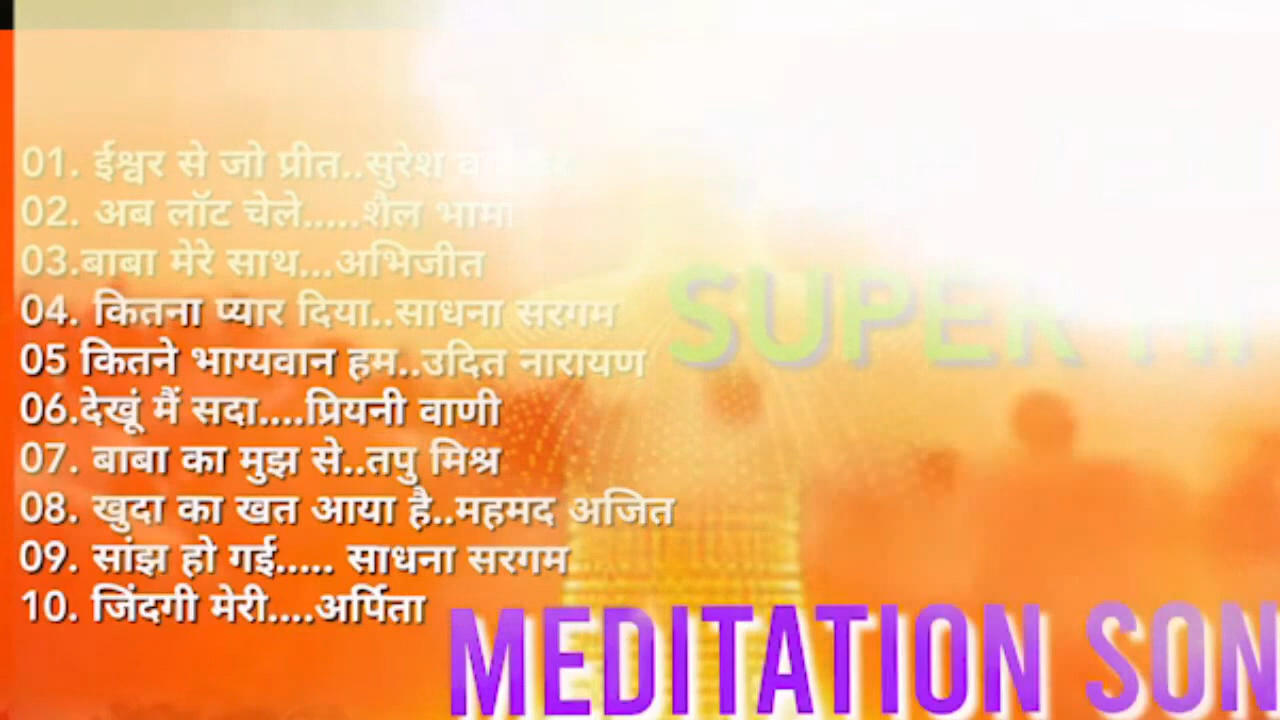 01. ईश्वर से जो प्रीत..सुरेश
02. अब लॉट चेले.....शैल भामा
03.बाबा मेरे साथ...अभिजीत
04. कितना प्यार दिया..साधना सरगम
05 कितने भाग्यवान हम..उदित नारायण
06.देखूं मैं सदा....प्रियनी वाणी
07. बाबा का मुझ से..तपु मिश्र
08. खुदा का खत आया है..महमद अजित
09. सांझ हो गई..... साधना सरगम
10. जिंदगी मेरी....अर्पिता
SUPER
MEDITATION SON